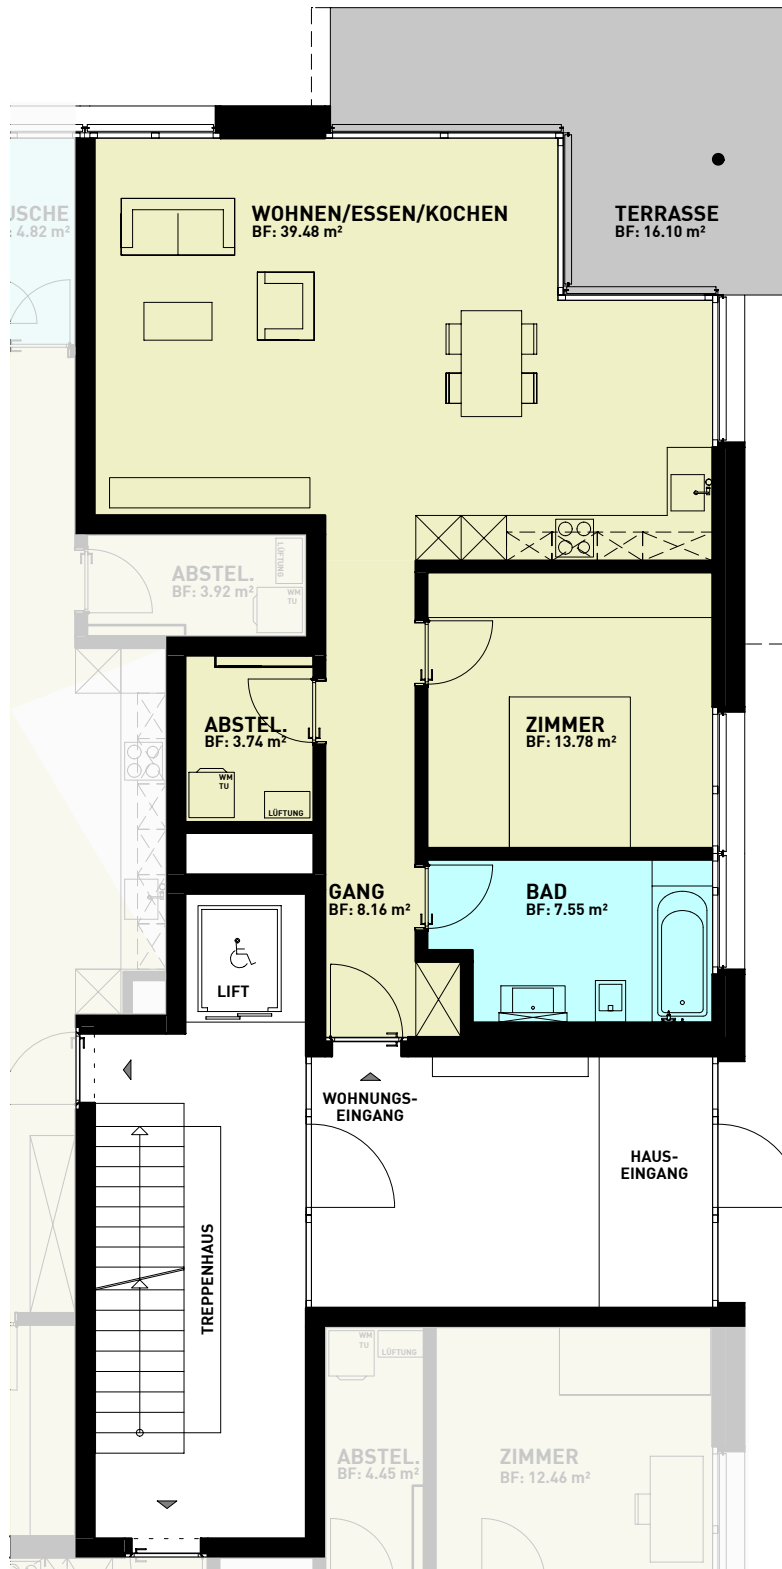 USCHE
: 4.82 m²
WOHNEN/ESSEN/KOCHEN
BF: 39.48 m²
TERRASSE
BF: 16.10 m²
ABSTEL.
BF: 3.92 m²
LÜFTUNG
WM
TU
ABSTEL.
BF: 3.74 m²
WM
TU
LÜFTUNG
ZIMMER
BF: 13.78 m²
GANG
BF: 8.16 m²
BAD
BF: 7.55 m²
LIFT
WOHNUNGS-
EINGANG
HAUS-
EINGANG
TREPPENHAUS
WM
TU
LÜFTUNG
ABSTEL.
BF: 4.45 m²
ZIMMER
BF: 12.46 m²